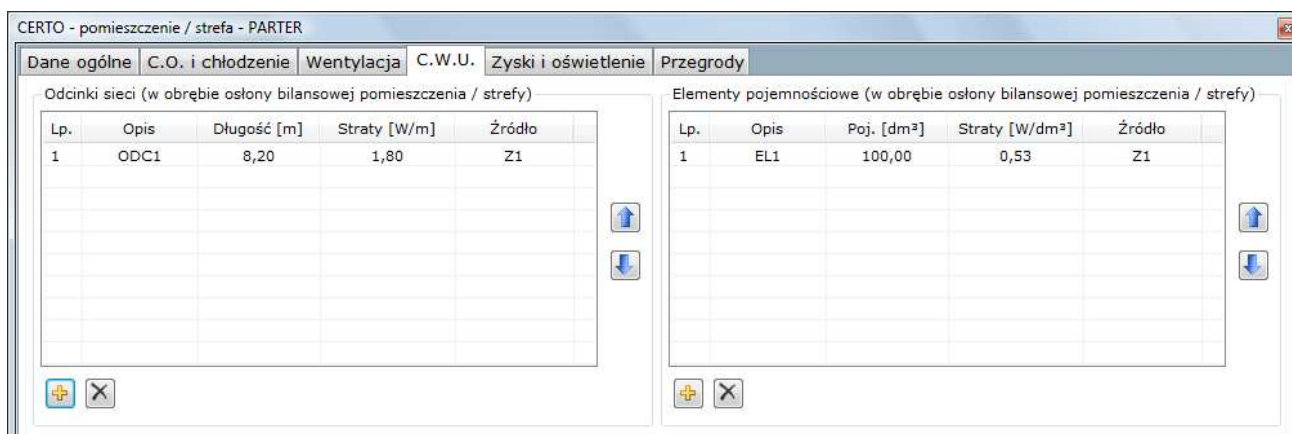 CERTO - pomieszczenie / strefa - PARTER
Dane ogólne C.O. i chłodzenie Wentylacja C.W.U. Zyski i oświetlenie Przegrody
Odcinki sieci (w obrębie osłony bilansowej pomieszczenia / strefy)
Lp. Opis Długość [m] Straty [W/m] Źródło
1 ODC1 8,20 1,80 Z1
Elementy pojemnościowe (w obrębie osłony bilansowej pomieszczenia / strefy)
Lp. Opis Poj. [dm³] Straty [W/dm³] Źródło
1 EL1 100,00 0,53 Z1